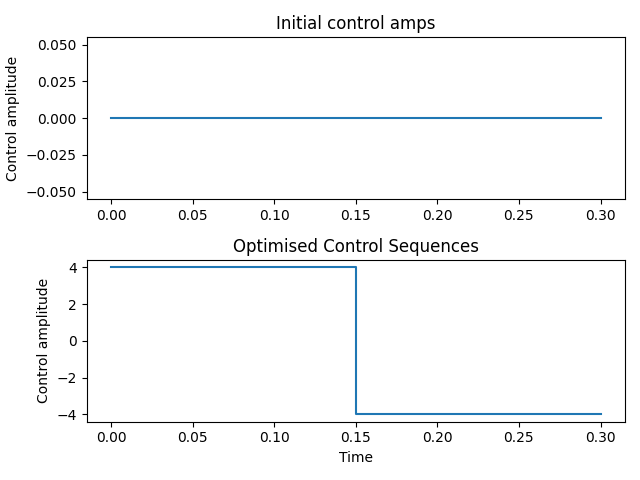 Initial control amps
Control amplitude
0.050
0.025
0.000
−0.025
−0.050
0.00 0.05 0.10 0.15 0.20 0.25 0.30
Optimised Control Sequences
Control amplitude
4
2
0
−2
−4
0.00 0.05 0.10 0.15 0.20 0.25 0.30
Time